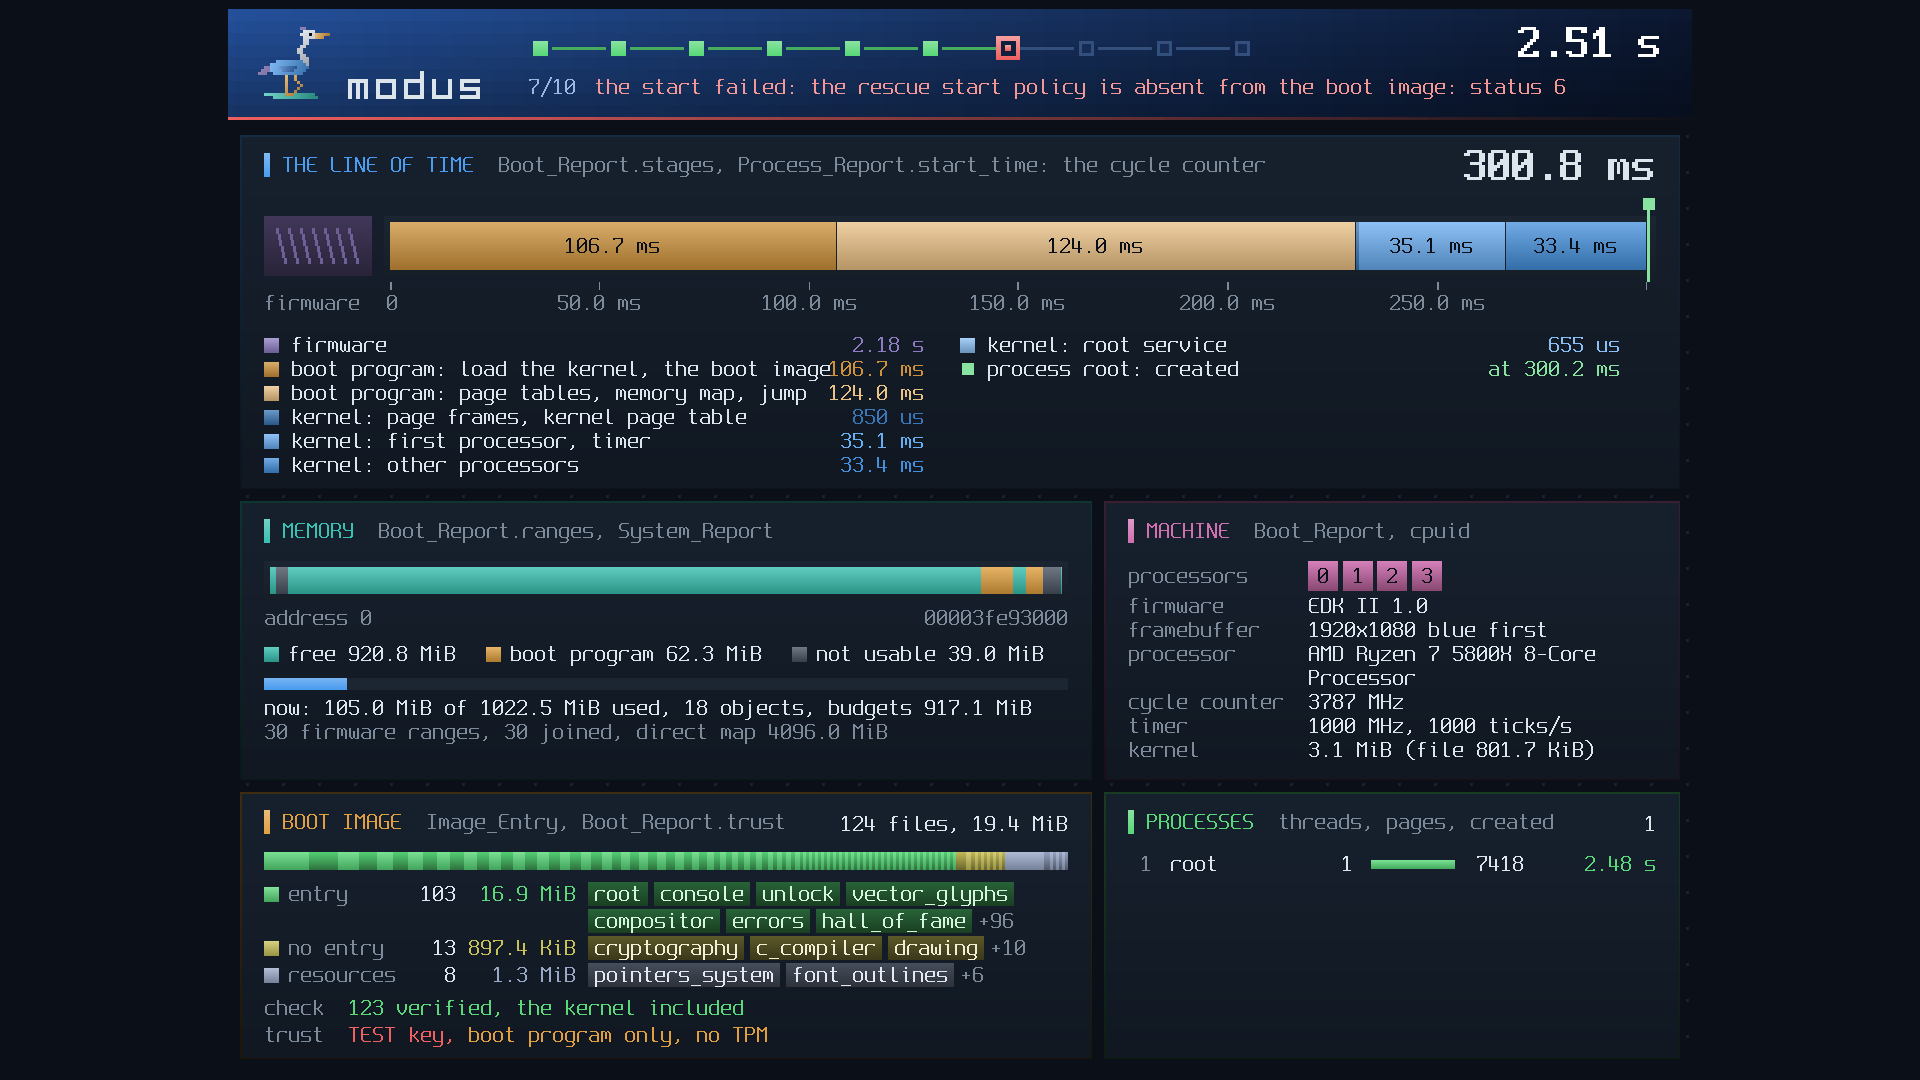 modus
2.51 s
7/10 the start failed: the rescue start policy is absent from the boot image: status 6
THE LINE OF TIME Boot_Report.stages, Process_Report.start_time: the cycle counter
300.8 ms
106.7 ms 124.0 ms 35.1 ms 33.4 ms
firmware 0 50.0 ms 100.0 ms 150.0 ms 200.0 ms 250.0 ms
firmware 2.18 s
boot program: load the kernel, the boot image 106.7 ms
boot program: page tables, memory map, jump 124.0 ms
kernel: page frames, kernel page table 850 us
kernel: first processor, timer 35.1 ms
kernel: other processors 33.4 ms
kernel: root service 655 us
process root: created at 300.2 ms
MEMORY Boot_Report.ranges, System_Report
address 0 00003fe93000
free 920.8 MiB boot program 62.3 MiB not usable 39.0 MiB
now: 105.0 MiB of 1022.5 MiB used, 18 objects, budgets 917.1 MiB
30 firmware ranges, 30 joined, direct map 4096.0 MiB
MACHINE Boot_Report, cpuid
processors 0 1 2 3
firmware EDK II 1.0
framebuffer 1920x1080 blue first
processor AMD Ryzen 7 5800X 8-Core
Processor
cycle counter 3787 MHz
timer 1000 MHz, 1000 ticks/s
kernel 3.1 MiB (file 801.7 KiB)
BOOT IMAGE Image_Entry, Boot_Report.trust 124 files, 19.4 MiB
entry 103 16.9 MiB root console unlock vector_glyphs
compositor errors hall_of_fame +96
no entry 13 897.4 KiB cryptography c_compiler drawing +10
resources 8 1.3 MiB pointers_system font_outlines +6
check 123 verified, the kernel included
trust TEST key, boot program only, no TPM
PROCESSES threads, pages, created 1
1 root 1 7418 2.48 s